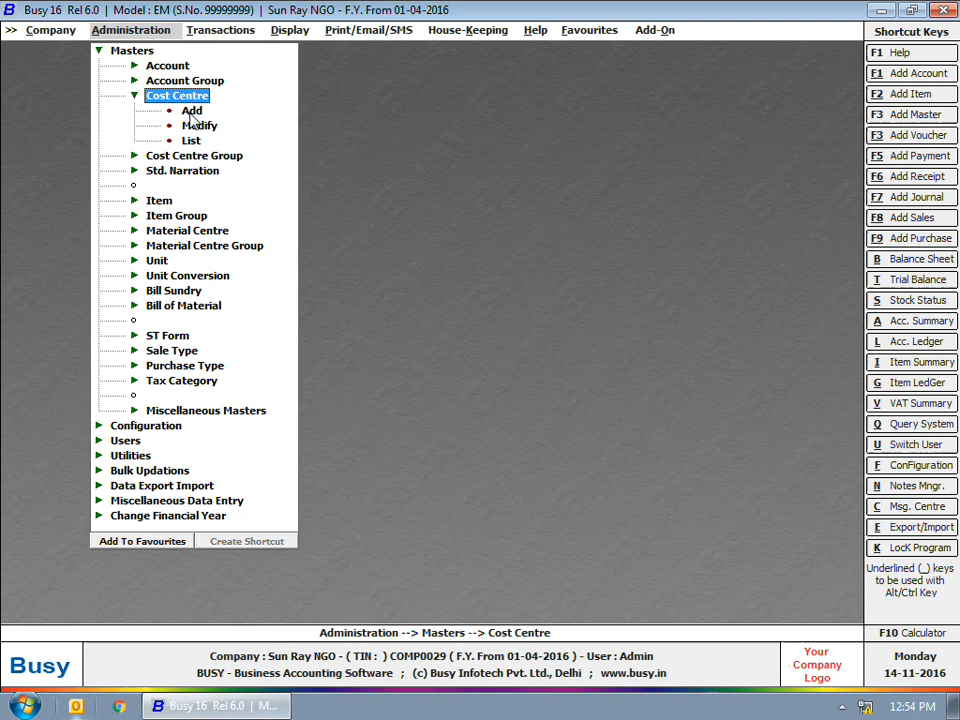 Busy 16 Rel 6.0 | Model : EM (S.No. 99999999) | Sun Ray NGO - F.Y. From 01-04-2016
>> Company Administration Transactions Display Print/Email/SMS House-Keeping Help Favourites Add-On
Masters
Account
Account Group
Cost Centre
Add
Modify
List
Cost Centre Group
Std. Narration
Item
Item Group
Material Centre
Material Centre Group
Unit
Unit Conversion
Bill Sundry
Bill of Material
ST Form
Sale Type
Purchase Type
Tax Category
Miscellaneous Masters
Configuration
Users
Utilities
Bulk Updations
Data Export Import
Miscellaneous Data Entry
Change Financial Year
Add To Favourites Create Shortcut
Shortcut Keys
F1 Help
F1 Add Account
F2 Add Item
F3 Add Master
F3 Add Voucher
F5 Add Payment
F6 Add Receipt
F7 Add Journal
F8 Add Sales
F9 Add Purchase
B Balance Sheet
T Trial Balance
S Stock Status
A Acc. Summary
L Acc. Ledger
I Item Summary
G Item LedGer
V VAT Summary
Q Query System
U Switch User
F ConFiguration
N Notes Mngr.
C Msg. Centre
E Export/Import
K LocK Program
Underlined (_) keys
to be used with
Alt/Ctrl Key
F10 Calculator
Administration --> Masters --> Cost Centre
Busy
Company : Sun Ray NGO - ( TIN : ) COMP0029 ( F.Y. From 01-04-2016 ) - User : Admin
BUSY - Business Accounting Software ; (c) Busy Infotech Pvt. Ltd., Delhi ; www.busy.in
Your
Company
Logo
Monday
14-11-2016
Busy 16 Rel 6.0 | M...
12:54 PM